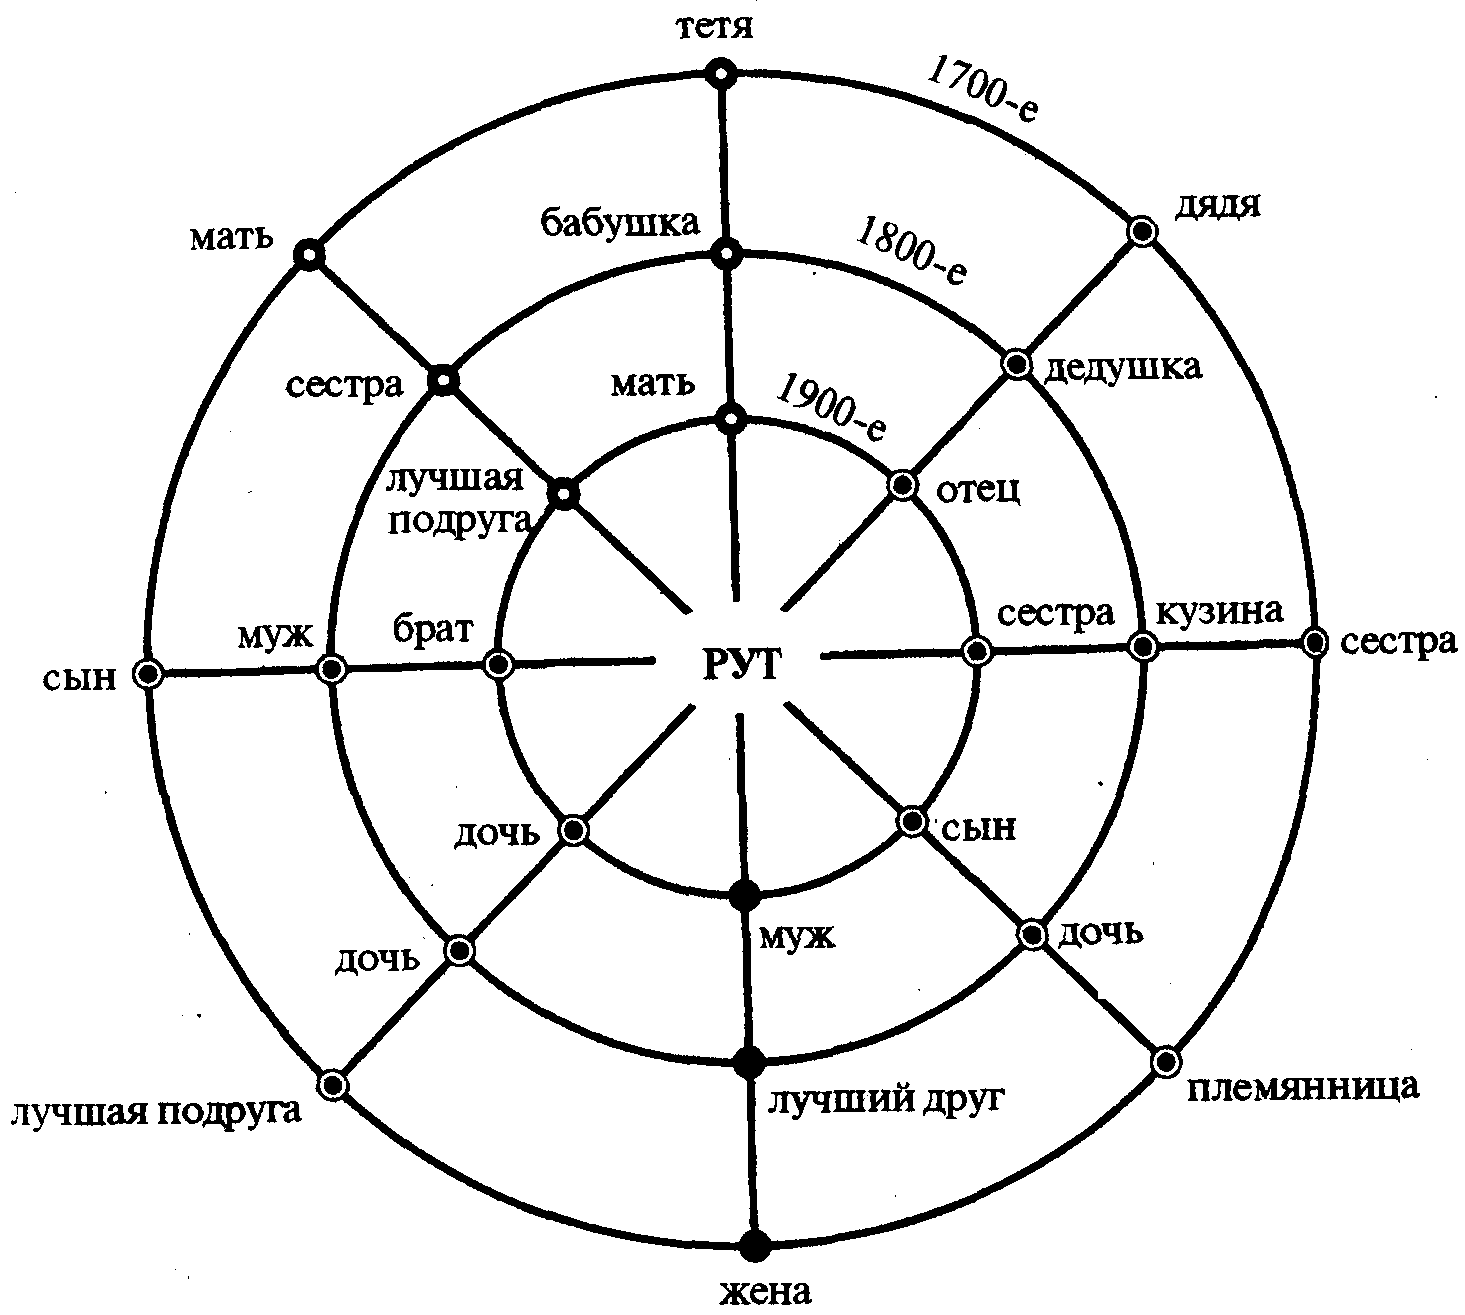 тетя
1700-е
дядя
мать
бабушка
1800-е
сестра
мать
1900-е
дедушка
лучшая
подруга
отец
сын
муж
брат
РУТ
сестра
кузина
сестра
дочь
сын
дочь
муж
дочь
лучшая подруга
лучший друг
племянница
жена